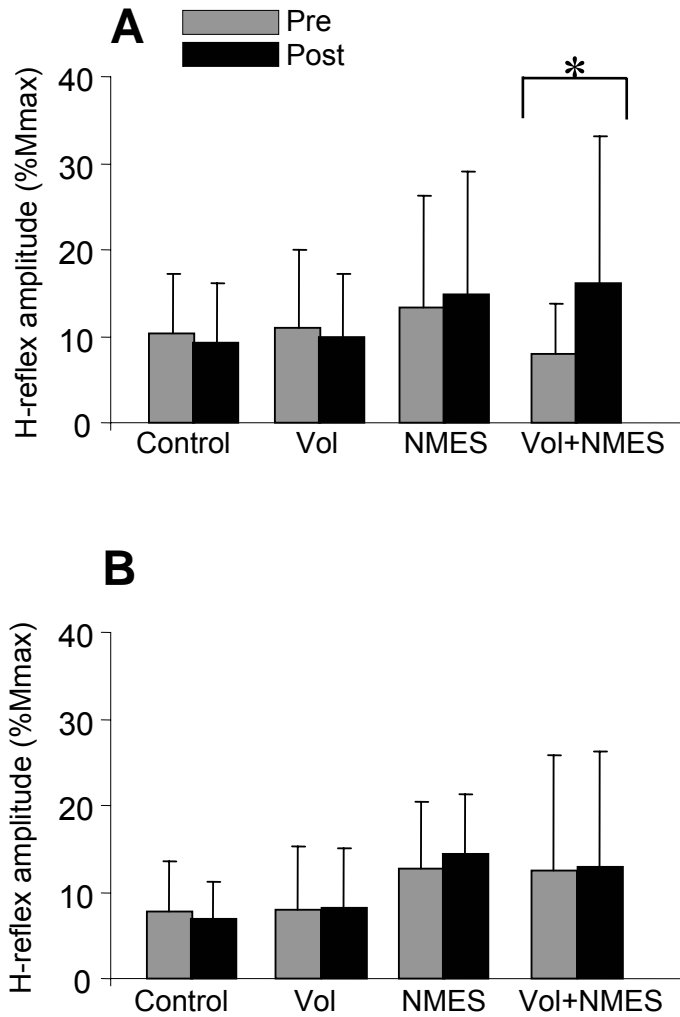 A
Pre
Post
*
H-reflex amplitude (%Mmax)
40
30
20
10
0
Control Vol NMES Vol+NMES
B
H-reflex amplitude (%Mmax)
40
30
20
10
0
Control Vol NMES Vol+NMES